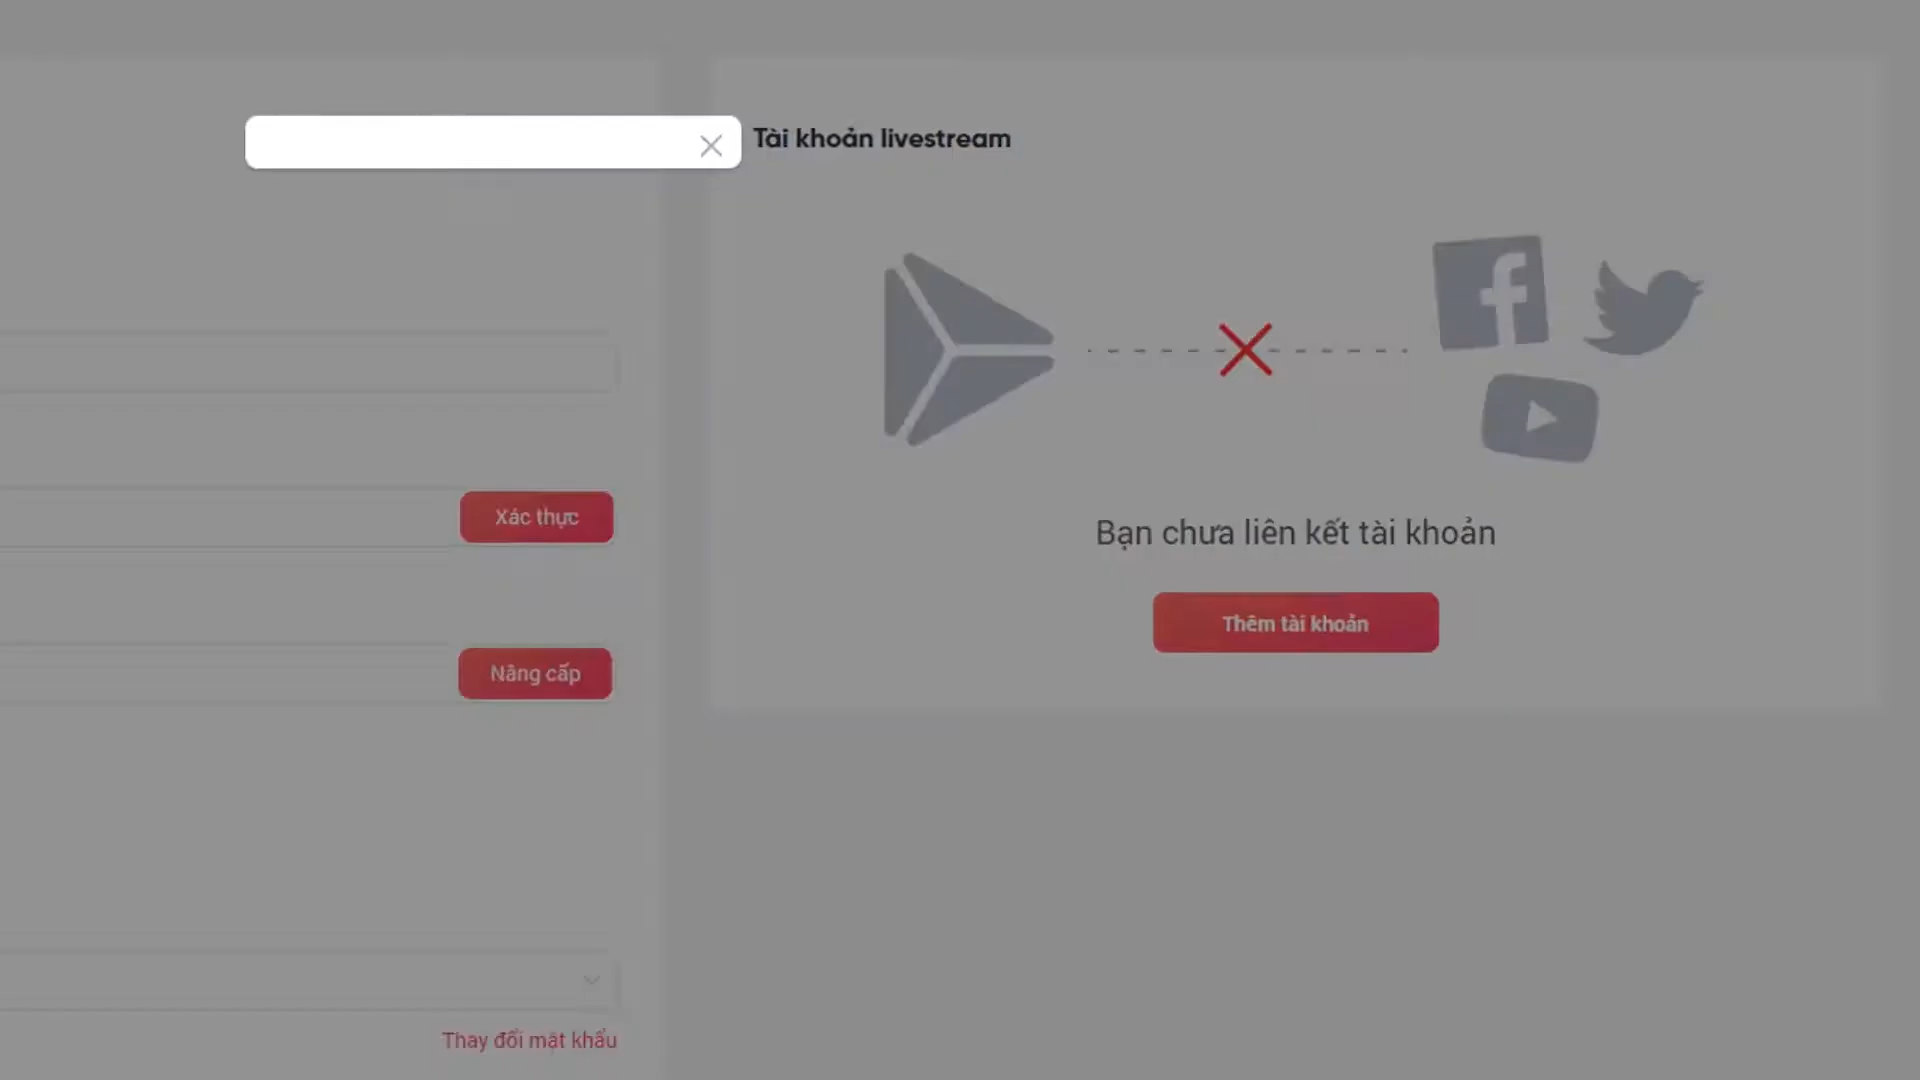 Tài khoản livestream
Xác thực
Bạn chưa liên kết tài khoản
Thêm tài khoản
Nâng cấp
Thay đổi mật khẩu